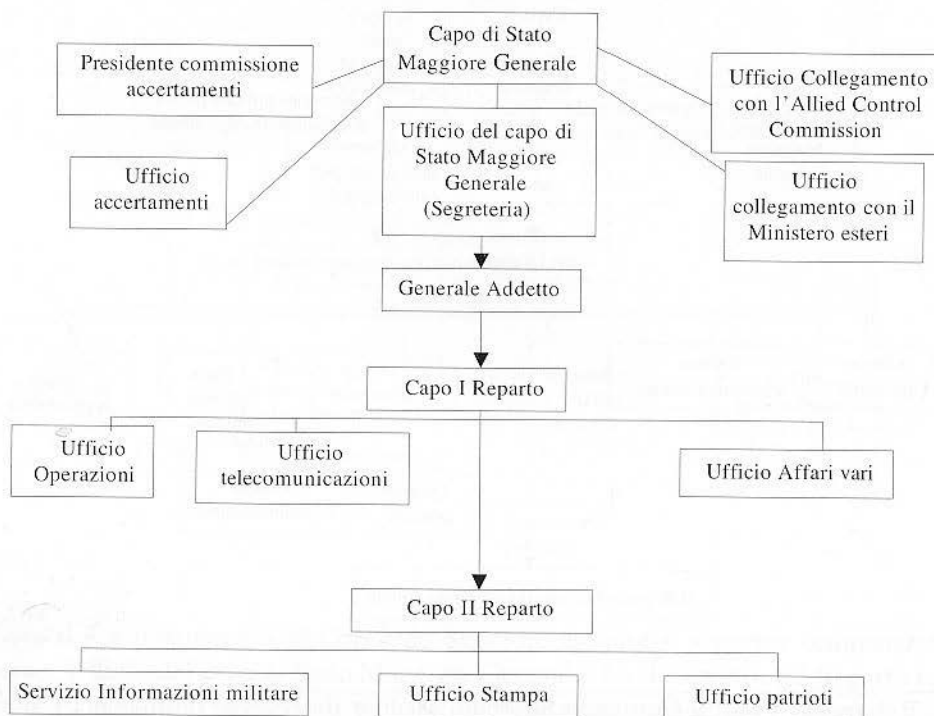 Capo di Stato
Maggiore Generale
Presidente commissione
accertamenti
Ufficio Collegamento
con l'Allied Control
Commission
Ufficio
accertamenti
Ufficio del capo di
Stato Maggiore
Generale
(Segreteria)
Ufficio
collegamento con il
Ministero esteri
Generale Addetto
Capo I Reparto
Ufficio
Operazioni
Ufficio
telecomunicazioni
Ufficio Affari vari
Capo II Reparto
Servizio Informazioni militare
Ufficio Stampa
Ufficio patrioti